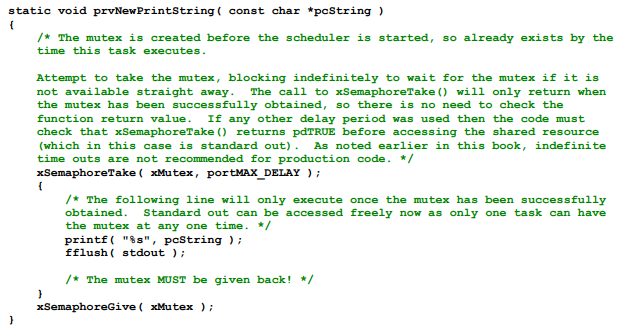 static void prvNewPrintString( const char *pcString )
{
/* The mutex is created before the scheduler is started, so already exists by the
time this task executes.
Attempt to take the mutex, blocking indefinitely to wait for the mutex if it is
not available straight away.  The call to xSemaphoreTake() will only return when
the mutex has been successfully obtained, so there is no need to check the
function return value.  If any other delay period was used then the code must
check that xSemaphoreTake() returns pdTRUE before accessing the shared resource
(which in this case is standard out).  As noted earlier in this book, indefinite
time outs are not recommended for production code. */
xSemaphoreTake( xMutex, portMAX_DELAY );
{
/* The following line will only execute once the mutex has been successfully
obtained.  Standard out can be accessed freely now as only one task can have
the mutex at any one time. */
printf( "%s", pcString );
fflush( stdout );
/* The mutex MUST be given back! */
}
xSemaphoreGive( xMutex );
}